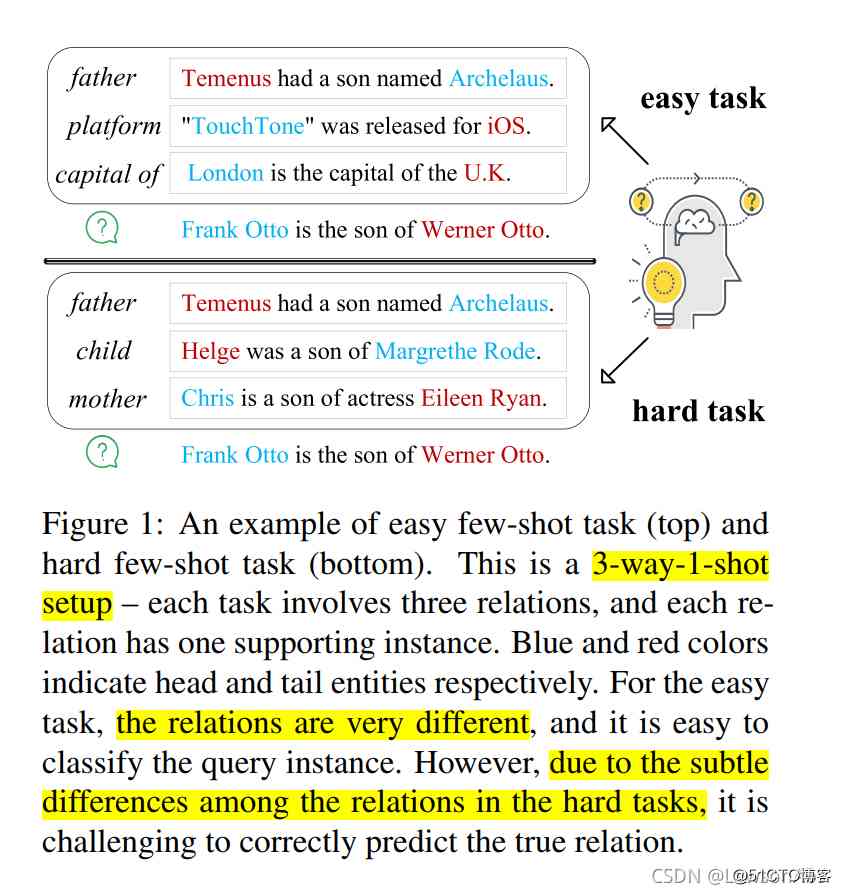 father Temenus had a son named Archelaus.
easy task
platform "TouchTone" was released for iOS.
capital of London is the capital of the U.K.
? ?
? Frank Otto is the son of Werner Otto.
father Temenus had a son named Archelaus.
child Helge was a son of Margrethe Rode.
mother Chris is a son of actress Eileen Ryan.
hard task
? Frank Otto is the son of Werner Otto.
Figure 1: An example of easy few-shot task (top) and
hard few-shot task (bottom). This is a 3-way-1-shot
setup – each task involves three relations, and each re-
lation has one supporting instance. Blue and red colors
indicate head and tail entities respectively. For the easy
task, the relations are very different, and it is easy to
classify the query instance. However, due to the subtle
differences among the relations in the hard tasks, it is
challenging to correctly predict the true relation.
CSDN @51CTO博客